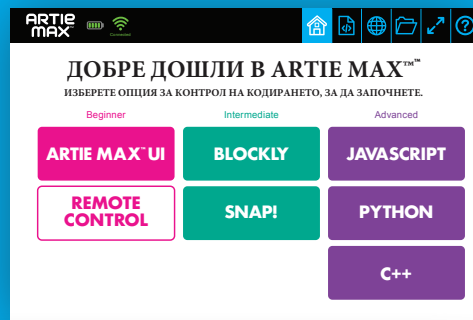 ARTIE
MAX
Connected
ДОБРЕ ДОШЛИ В ARTIE MAX™™
ИЗБЕРЕТЕ ОПЦИЯ ЗА КОНТРОЛ НА КОДИРАНЕТО, ЗА ДА ЗАПОЧНЕТЕ.
Beginner Intermediate Advanced
ARTIE MAX™ UI BLOCKLY JAVASCRIPT
REMOTE
CONTROL
SNAP! PYTHON
C++